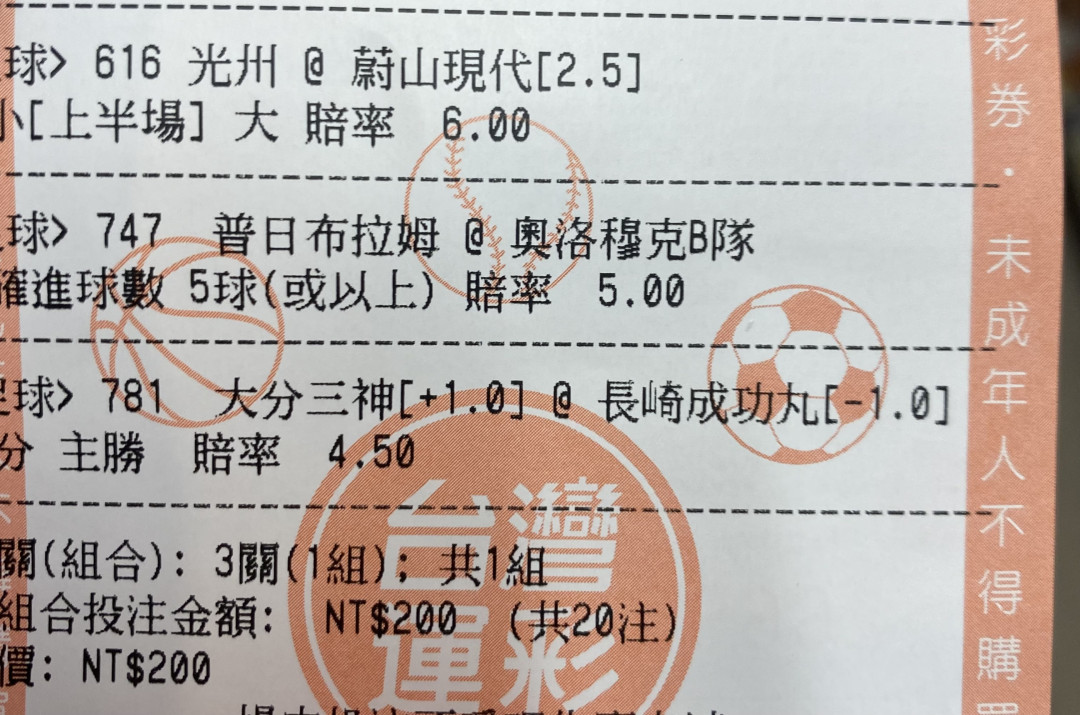 球> 616 光州 @ 蔚山現代[2.5]
小[上半場] 大 賠率 6.00
球> 747 普日布拉姆 @ 奧洛穆克B隊
確進球數 5球(或以上) 賠率 5.00
足球> 781 大分三神[+1.0] @ 長崎成功丸[-1.0]
分 主勝 賠率 4.50
關(組合): 3關(1組); 共1組
組合投注金額: NT$200 (共20注)
價: NT$200
台灣
運彩
彩券・未成年人不得購